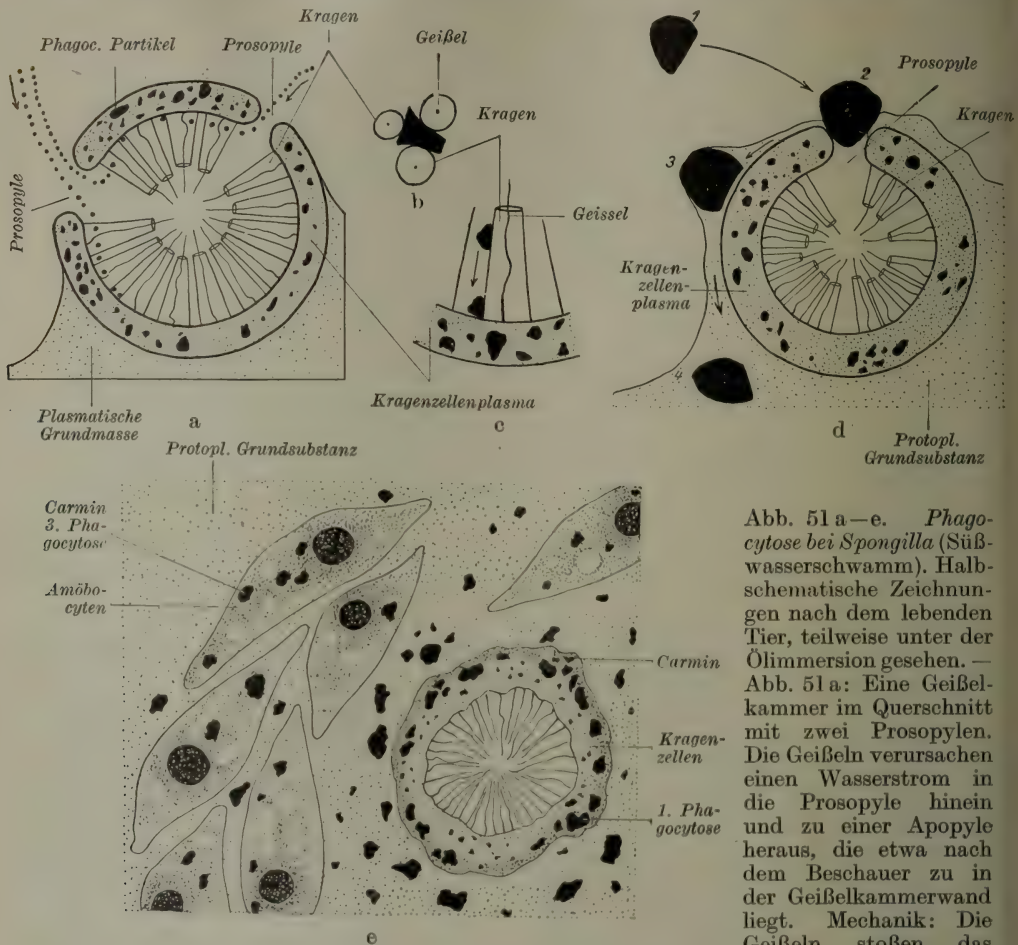 Kragen
Phagoc. Partikel
Prosopyle
Geißel
Kragen
b
Prosopyle
Geissel
Kragenzellenplasma
Plasmatische
Grundmasse
a
c
1
2
Prosopyle
Kragen
3
Kragen-
zellen-
plasma
4
d
Protopl.
Grundsubstanz
Protopl. Grundsubstanz
Carmin
3. Pha-
gocytose
Amöbo-
cyten
Carmin
Kragen-
zellen
1. Pha-
gocytose
e
Abb. 51 a—e. Phago-
cytose bei Spongilla (Süß-
wasserschwamm). Halb-
schematische Zeichnun-
gen nach dem lebenden
Tier, teilweise unter der
Ölimmersion gesehen. —
Abb. 51 a: Eine Geißel-
kammer im Querschnitt
mit zwei Prosopylen.
Die Geißeln verursachen
einen Wasserstrom in
die Prosopyle hinein
und zu einer Apopyle
heraus, die etwa nach
dem Beschauer zu in
der Geißelkammerwand
liegt. Mechanik: Die
Geißeln stoßen das